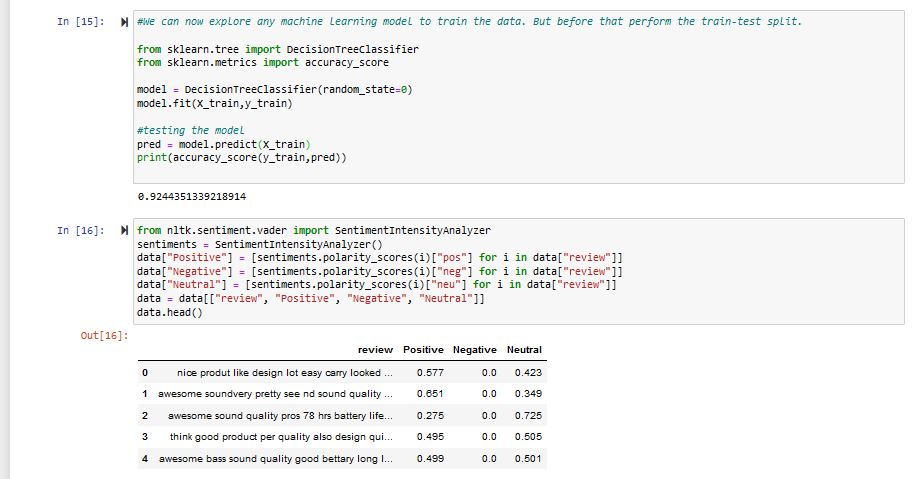 In [15]: #We can now explore any machine learning model to train the data. But before that perform the train-test split.
from sklearn.tree import DecisionTreeClassifier
from sklearn.metrics import accuracy_score
model = DecisionTreeClassifier(random_state=0)
model.fit(X_train,y_train)
#testing the model
pred = model.predict(X_train)
print(accuracy_score(y_train,pred))
0.9244351339218914
In [16]: from nltk.sentiment.vader import SentimentIntensityAnalyzer
sentiments = SentimentIntensityAnalyzer()
data["Positive"] = [sentiments.polarity_scores(i)["pos"] for i in data["review"]]
data["Negative"] = [sentiments.polarity_scores(i)["neg"] for i in data["review"]]
data["Neutral"] = [sentiments.polarity_scores(i)["neu"] for i in data["review"]]
data = data[["review", "Positive", "Negative", "Neutral"]]
data.head()
Out[16]:
review Positive Negative Neutral
0 nice produt like design lot easy carry looked ... 0.577 0.0 0.423
1 awesome soundvery pretty see nd sound quality ... 0.651 0.0 0.349
2 awesome sound quality pros 78 hrs battery life... 0.275 0.0 0.725
3 think good product per quality also design qui... 0.495 0.0 0.505
4 awesome bass sound quality good bettary long l... 0.499 0.0 0.501